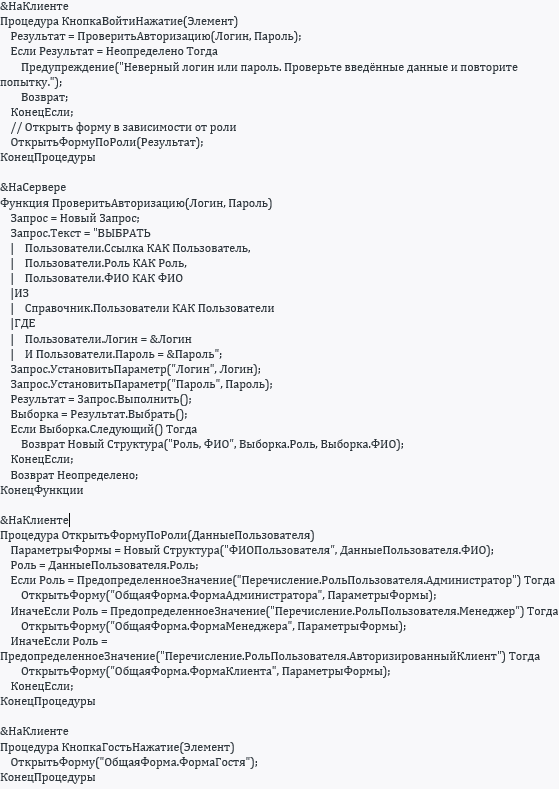 &НаКлиенте
Процедура КнопкаВойтиНажатие(Элемент)
Результат = ПроверитьАвторизацию(Логин, Пароль);
Если Результат = Неопределено Тогда
Предупреждение("Неверный логин или пароль. Проверьте введённые данные и повторите
попытку.");
Возврат;
КонецЕсли;
// Открыть форму в зависимости от роли
ОткрытьФормуПоРоли(Результат);
КонецПроцедуры
&НаСервере
Функция ПроверитьАвторизацию(Логин, Пароль)
Запрос = Новый Запрос;
Запрос.Текст = "ВЫБРАТЬ
| Пользователи.Ссылка КАК Пользователь,
| Пользователи.Роль КАК Роль,
| Пользователи.ФИО КАК ФИО
|ИЗ
| Справочник.Пользователи КАК Пользователи
|ГДЕ
| Пользователи.Логин = &Логин
| И Пользователи.Пароль = &Пароль";
Запрос.УстановитьПараметр("Логин", Логин);
Запрос.УстановитьПараметр("Пароль", Пароль);
Результат = Запрос.Выполнить();
Выборка = Результат.Выбрать();
Если Выборка.Следующий() Тогда
Возврат Новый Структура("Роль, ФИО", Выборка.Роль, Выборка.ФИО);
КонецЕсли;
Возврат Неопределено;
КонецФункции
&НаКлиенте
Процедура ОткрытьФормуПоРоли(ДанныеПользователя)
ПараметрыФормы = Новый Структура("ФИОПользователя", ДанныеПользователя.ФИО);
Роль = ДанныеПользователя.Роль;
Если Роль = ПредопределенноеЗначение("Перечисление.РольПользователя.Администратор") Тогда
ОткрытьФорму("ОбщаяФорма.ФормаАдминистратора", ПараметрыФормы);
ИначеЕсли Роль = ПредопределенноеЗначение("Перечисление.РольПользователя.Менеджер") Тогда
ОткрытьФорму("ОбщаяФорма.ФормаМенеджера", ПараметрыФормы);
ИначеЕсли Роль =
ПредопределенноеЗначение("Перечисление.РольПользователя.АвторизированныйКлиент") Тогда
ОткрытьФорму("ОбщаяФорма.ФормаКлиента", ПараметрыФормы);
КонецЕсли;
КонецПроцедуры
&НаКлиенте
Процедура КнопкаГостьНажатие(Элемент)
ОткрытьФорму("ОбщаяФорма.ФормаГостя");
КонецПроцедуры